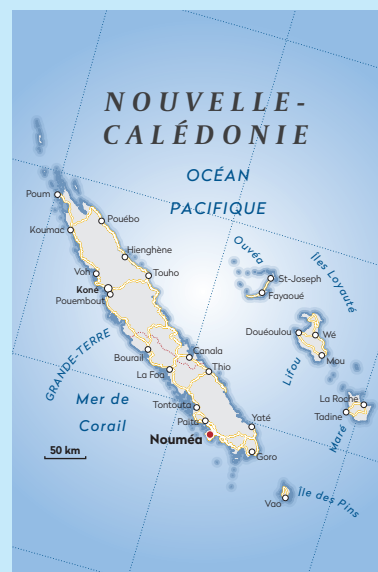 NOUVELLE-
CALÉDONIE
OCÉAN
PACIFIQUE
Poum
Pouébo
Koumac
Hienghène
Ouvéa
Îles Loyauté
Voh
Touho
St-Joseph
Koné
Fayaoué
Pouembout
Douéoulou
Wé
GRANDE-TERRE
Bourail
Canala
Mou
La Foa
Thio
Lifou
Mer de
Corail
La Roche
Tontouta
Tadine
Païta
Yaté
Maré
Nouméa
50 km
Goro
Île des Pins
Vao